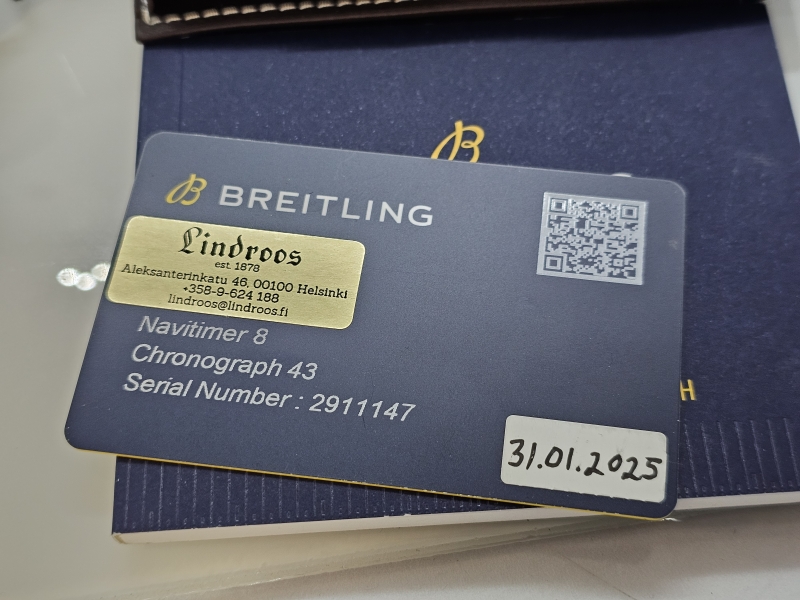 B BREITLING
Lindroos
est. 1878
Aleksanterinkatu 46, 00100 Helsinki
+358-9-624 188
lindroos@lindroos.fi
Navitimer 8
Chronograph 43
Serial Number : 2911147
31.01.2025
B
H